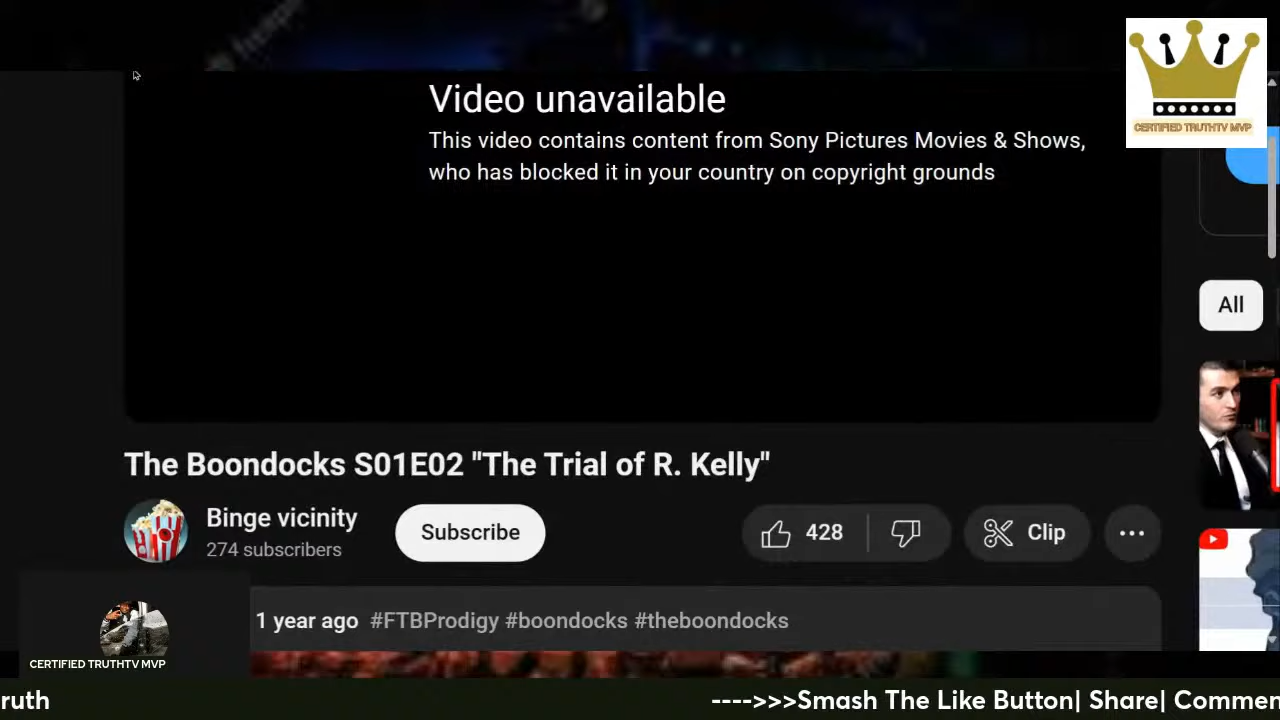 Video unavailable
This video contains content from Sony Pictures Movies & Shows,
who has blocked it in your country on copyright grounds
CERTIFIED TRUTHTV MVP
All
The Boondocks S01E02 "The Trial of R. Kelly"
Binge vicinity
274 subscribers
Subscribe
428
Clip
1 year ago #FTBProdigy #boondocks #theboondocks
CERTIFIED TRUTHTV MVP
ruth
---->>>Smash The Like Button| Share| Commen